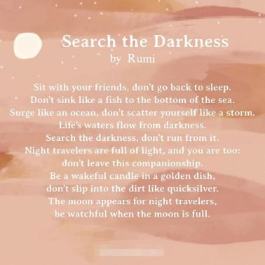 Search the Darkness
by Rumi
Sit with your friends, don't go back to sleep.
Don't sink like a fish to the bottom of the sea.
Surge like an ocean, don't scatter yourself like a storm.
Life's waters flow from darkness.
Search the darkness, don't run from it.
Night travelers are full of light, and you are too:
don't leave this companionship.
Be a wakeful candle in a golden dish,
don't slip into the dirt like quicksilver.
The moon appears for night travelers,
be watchful when the moon is full.